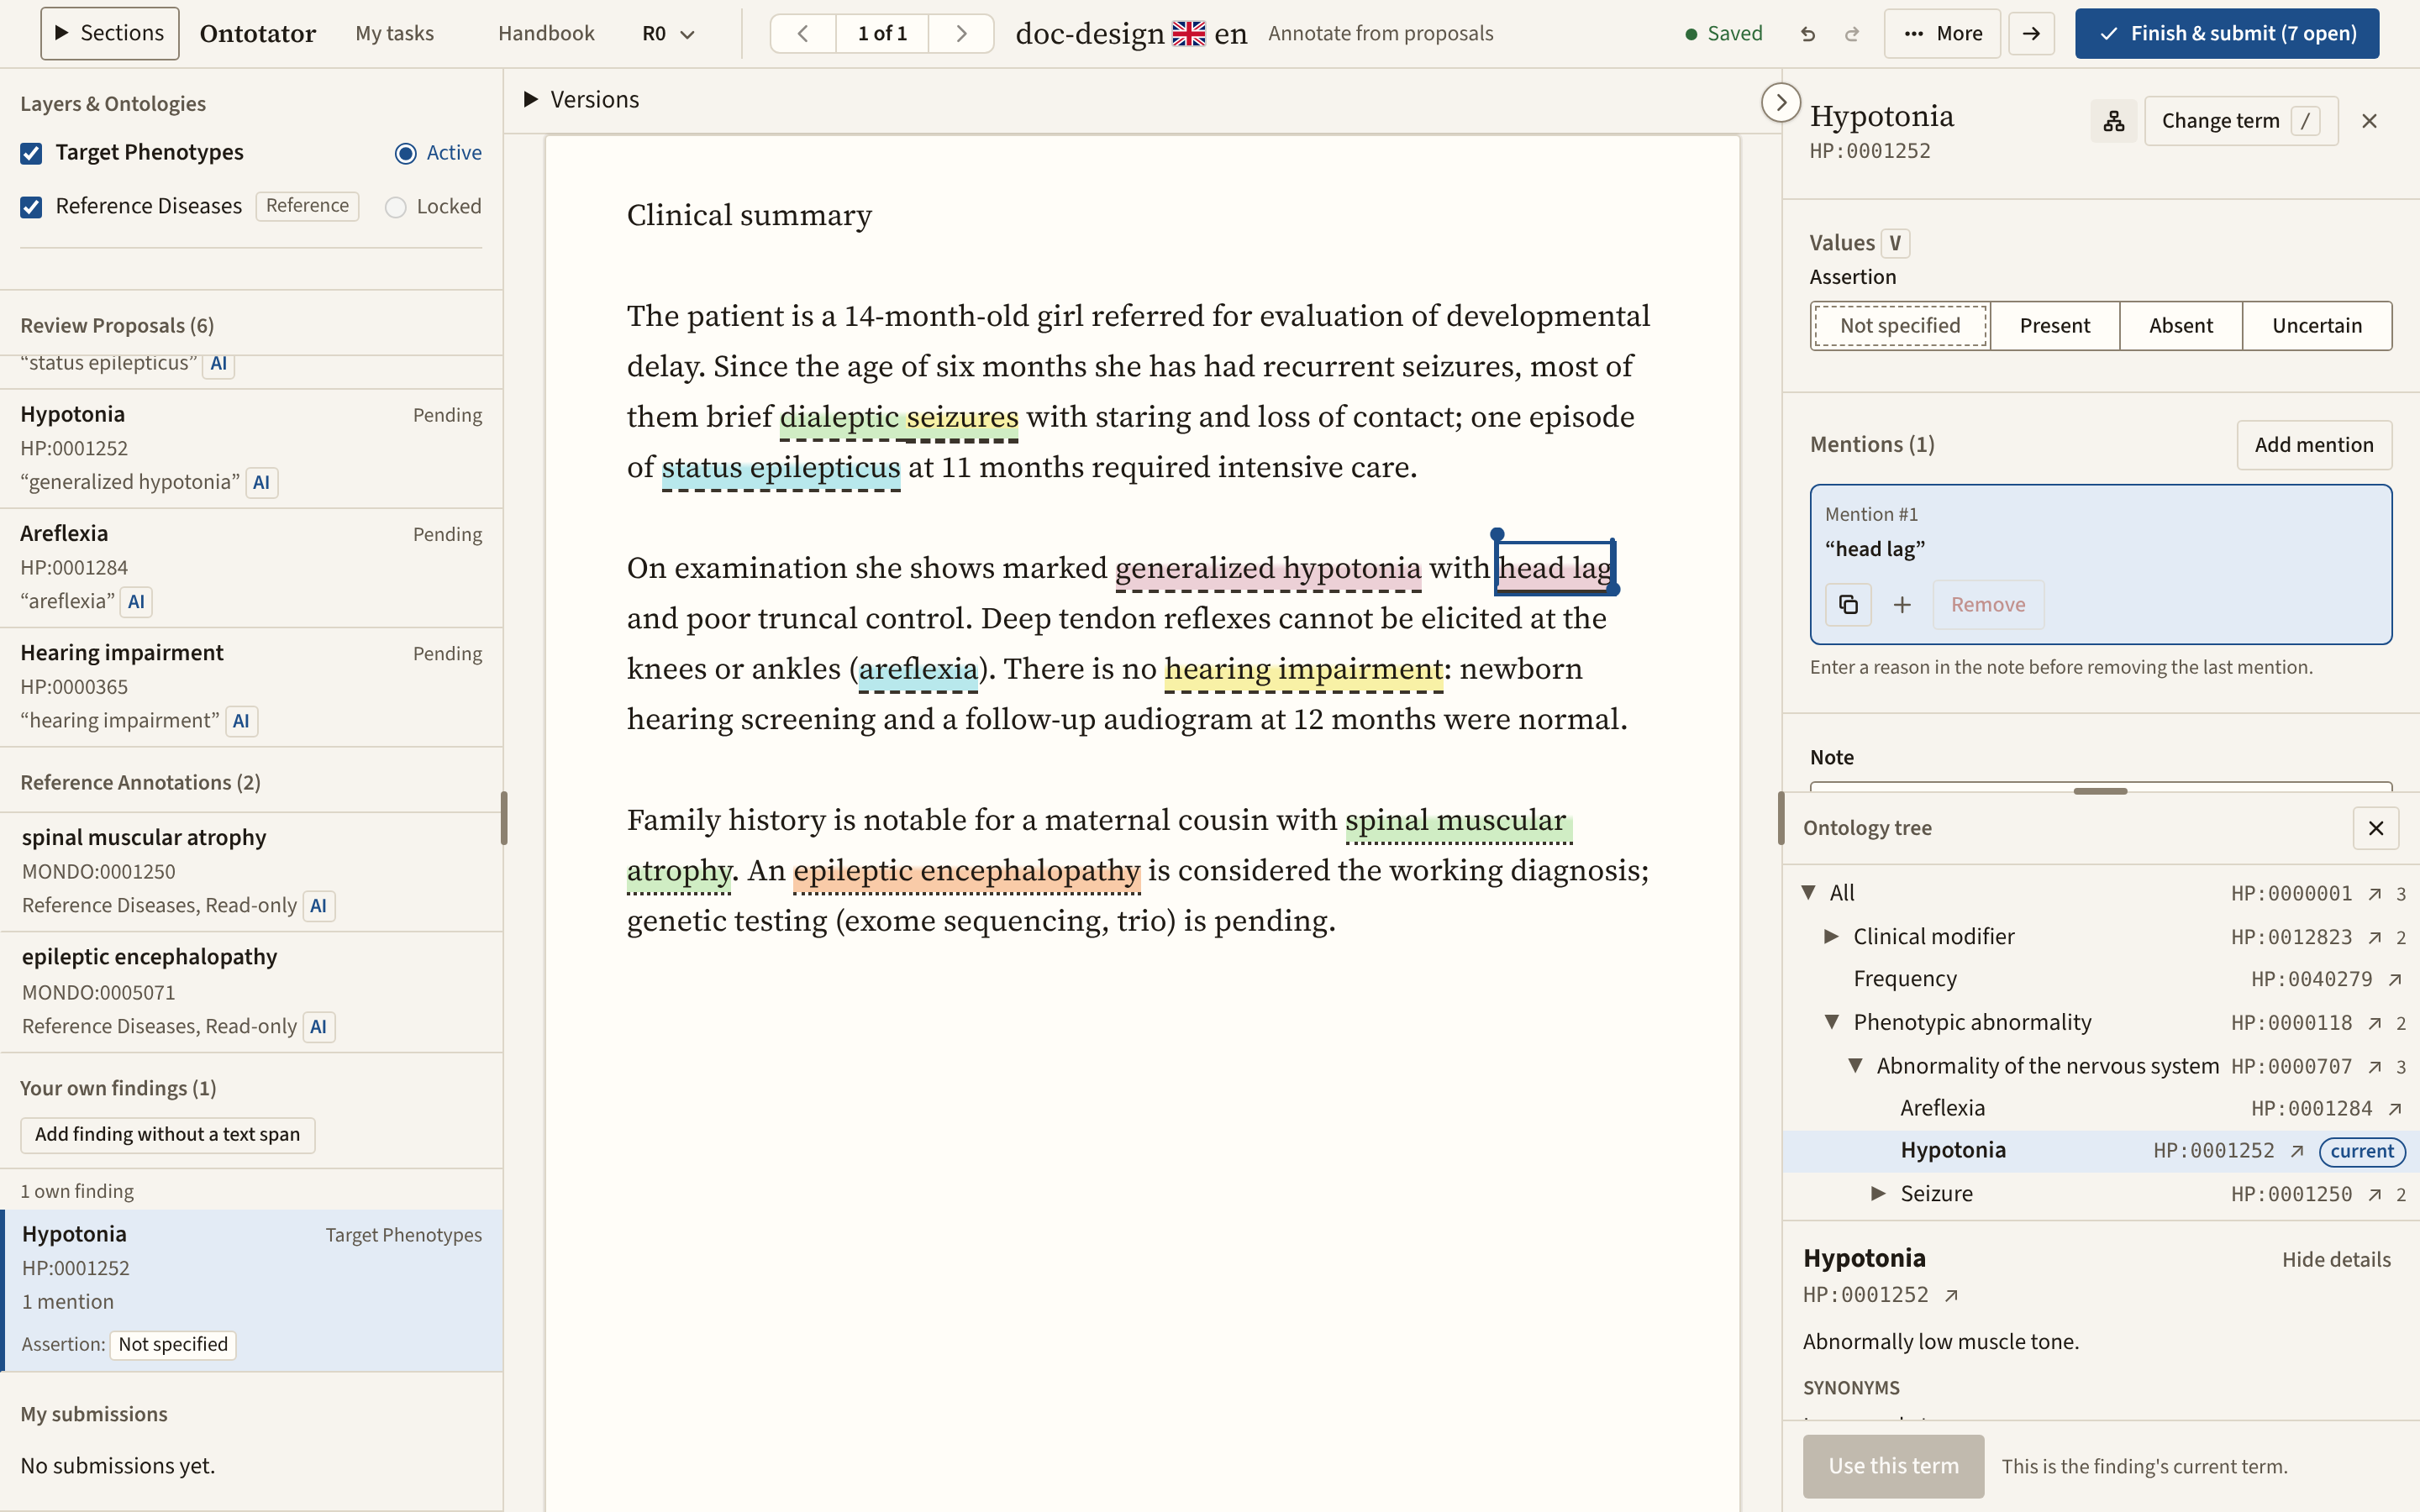 Sections
Ontotator
My tasks
Handbook
R0
1 of 1
doc-design en
Annotate from proposals
Saved
More
Finish & submit (7 open)
Layers & Ontologies
Target Phenotypes
Active
Reference Diseases
Reference
Locked
Review Proposals (6)
“status epilepticus” AI
Hypotonia
Pending
HP:0001252
“generalized hypotonia” AI
Areflexia
Pending
HP:0001284
“areflexia” AI
Hearing impairment
Pending
HP:0000365
“hearing impairment” AI
Reference Annotations (2)
spinal muscular atrophy
MONDO:0001250
Reference Diseases, Read-only AI
epileptic encephalopathy
MONDO:0005071
Reference Diseases, Read-only AI
Your own findings (1)
Add finding without a text span
1 own finding
Hypotonia
Target Phenotypes
HP:0001252
1 mention
Assertion: Not specified
My submissions
No submissions yet.
Versions
Clinical summary
The patient is a 14-month-old girl referred for evaluation of developmental
delay. Since the age of six months she has had recurrent seizures, most of
them brief dialeptic seizures with staring and loss of contact; one episode
of status epilepticus at 11 months required intensive care.
On examination she shows marked generalized hypotonia with head lag
and poor truncal control. Deep tendon reflexes cannot be elicited at the
knees or ankles (areflexia). There is no hearing impairment: newborn
hearing screening and a follow-up audiogram at 12 months were normal.
Family history is notable for a maternal cousin with spinal muscular
atrophy. An epileptic encephalopathy is considered the working diagnosis;
genetic testing (exome sequencing, trio) is pending.
Hypotonia
HP:0001252
Change term /
Values V
Assertion
Not specified
Present
Absent
Uncertain
Mentions (1)
Add mention
Mention #1
“head lag”
Remove
Enter a reason in the note before removing the last mention.
Note
Ontology tree
All HP:0000001 3
Clinical modifier HP:0012823 2
Frequency HP:0040279
Phenotypic abnormality HP:0000118 2
Abnormality of the nervous system HP:0000707 3
Areflexia HP:0001284
Hypotonia HP:0001252 current
Seizure HP:0001250 2
Hypotonia
Hide details
HP:0001252
Abnormally low muscle tone.
SYNONYMS
Use this term
This is the finding's current term.